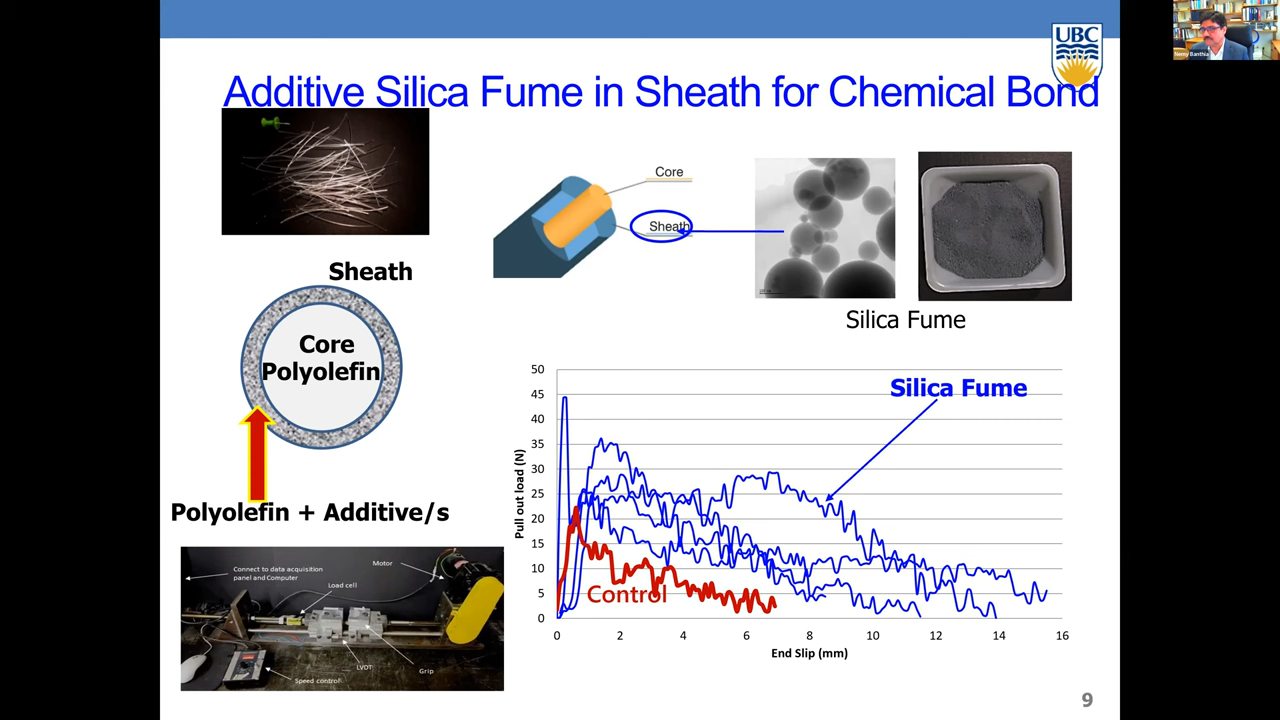 UBC
Nemy Banthia
Additive Silica Fume in Sheath for Chemical Bond
Core
Sheath
Silica Fume
Sheath
Core
Polyolefin
Polyolefin + Additive/s
Connect to data acquisition
panel and Computer
Motor
Load cell
LVDT
Grip
Speed control
Silica Fume
Control
Pull out load (N)
50
45
40
35
30
25
20
15
10
5
0
0 2 4 6 8 10 12 14 16
End Slip (mm)
9